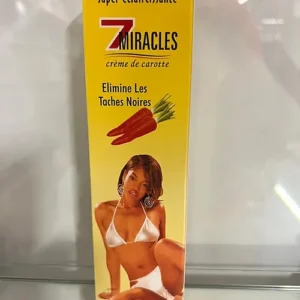 Super éclaircissante
7 MIRACLES
crème de carotte
Elimine Les
Taches Noires